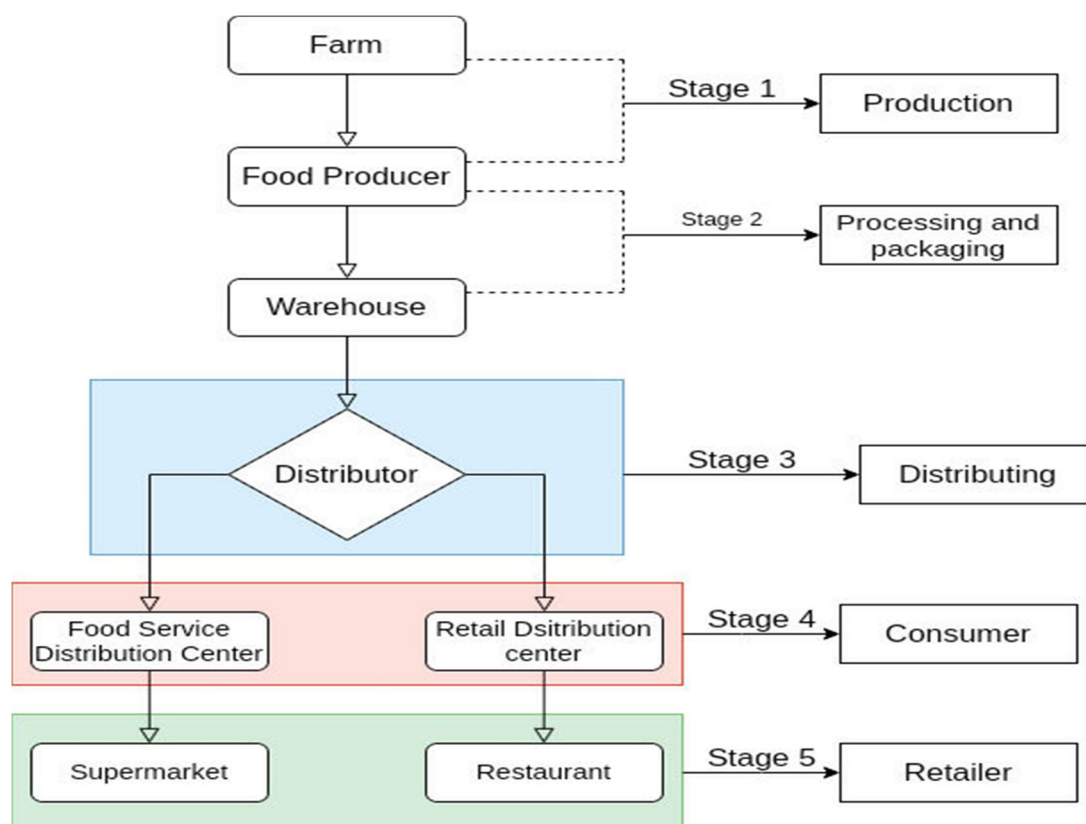 Farm
Stage 1
Production
Food Producer
Stage 2
Processing and
packaging
Warehouse
Distributor
Stage 3
Distributing
Food Service
Distribution Center
Retail Dsitribution
center
Stage 4
Consumer
Supermarket
Restaurant
Stage 5
Retailer